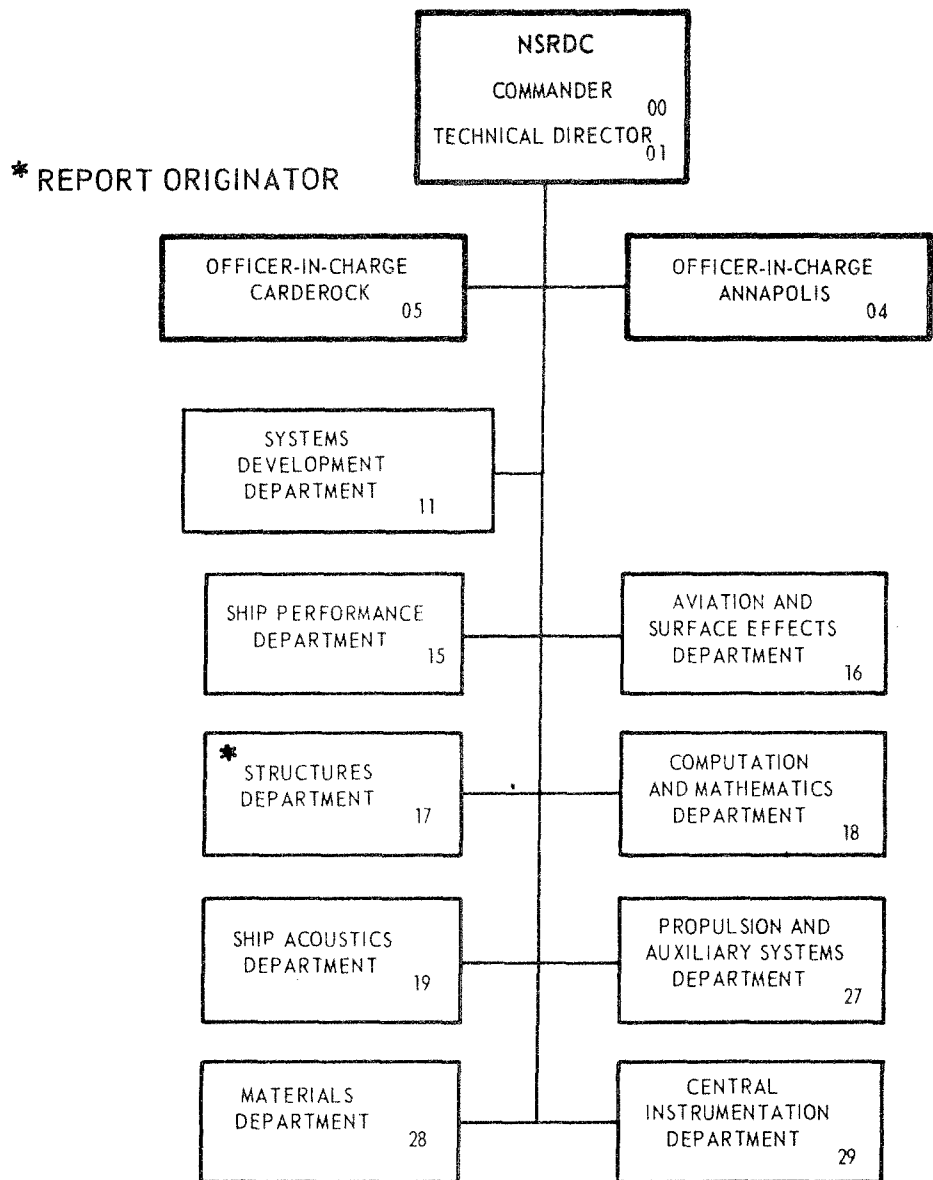 NSRDC
COMMANDER
00
TECHNICAL DIRECTOR
01
* REPORT ORIGINATOR
OFFICER-IN-CHARGE
CARDEROCK
05
OFFICER-IN-CHARGE
ANNAPOLIS
04
SYSTEMS
DEVELOPMENT
DEPARTMENT
11
SHIP PERFORMANCE
DEPARTMENT
15
AVIATION AND
SURFACE EFFECTS
DEPARTMENT
16
*
STRUCTURES
DEPARTMENT
17
COMPUTATION
AND MATHEMATICS
DEPARTMENT
18
SHIP ACOUSTICS
DEPARTMENT
19
PROPULSION AND
AUXILIARY SYSTEMS
DEPARTMENT
27
MATERIALS
DEPARTMENT
28
CENTRAL
INSTRUMENTATION
DEPARTMENT
29